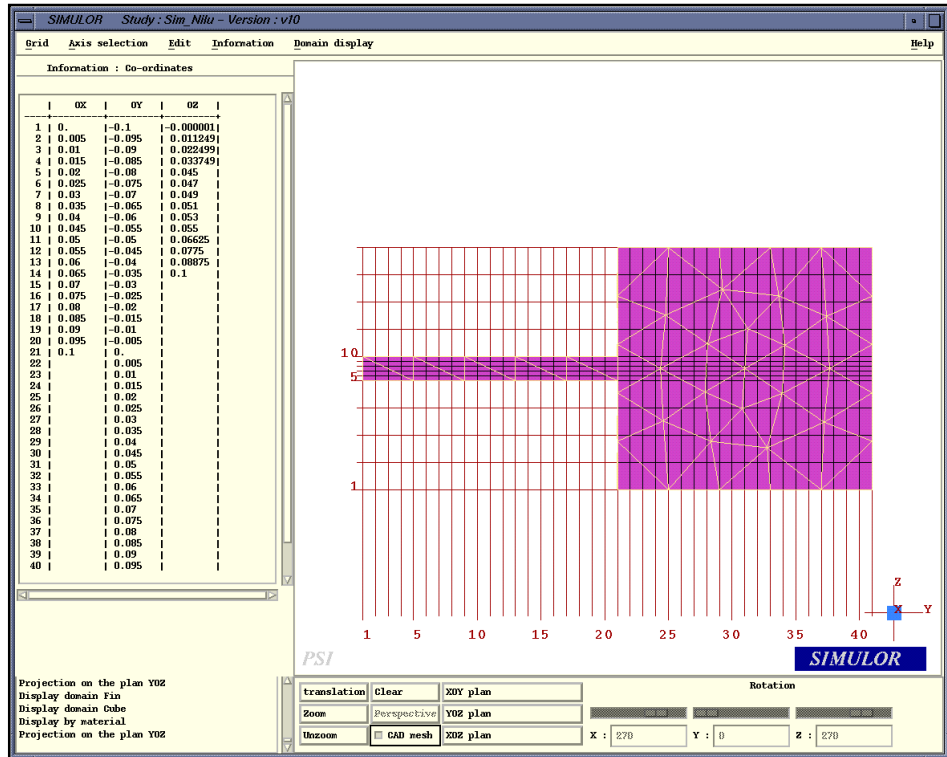 SIMULOR Study : Sim_Nilu – Version : v10
Grid Axis selection Edit Information Domain display Help
Information : Co-ordinates
| OX | OY | OZ |
1 | 0. |-0.1 |-0.000001|
2 | 0.005 |-0.095 | 0.011249|
3 | 0.01 |-0.09 | 0.022499|
4 | 0.015 |-0.085 | 0.033749|
5 | 0.02 |-0.08 | 0.045 |
6 | 0.025 |-0.075 | 0.047 |
7 | 0.03 |-0.07 | 0.049 |
8 | 0.035 |-0.065 | 0.051 |
9 | 0.04 |-0.06 | 0.053 |
10 | 0.045 |-0.055 | 0.055 |
11 | 0.05 |-0.05 | 0.06625 |
12 | 0.055 |-0.045 | 0.0775 |
13 | 0.06 |-0.04 | 0.08875 |
14 | 0.065 |-0.035 | 0.1 |
15 | 0.07 |-0.03 | |
16 | 0.075 |-0.025 | |
17 | 0.08 |-0.02 | |
18 | 0.085 |-0.015 | |
19 | 0.09 |-0.01 | |
20 | 0.095 |-0.005 | |
21 | 0.1 | 0. | |
22 | | 0.005 | |
23 | | 0.01 | |
24 | | 0.015 | |
25 | | 0.02 | |
26 | | 0.025 | |
27 | | 0.03 | |
28 | | 0.035 | |
29 | | 0.04 | |
30 | | 0.045 | |
31 | | 0.05 | |
32 | | 0.055 | |
33 | | 0.06 | |
34 | | 0.065 | |
35 | | 0.07 | |
36 | | 0.075 | |
37 | | 0.08 | |
38 | | 0.085 | |
39 | | 0.09 | |
40 | | 0.095 | |
10
5
1
Z
X Y
1 5 10 15 20 25 30 35 40
PSI SIMULOR
Projection on the plan YOZ
Display domain Fin
Display domain Cube
Display by material
Projection on the plan YOZ
translation Clear XOY plan Rotation
Zoom Perspective YOZ plan
Unzoom CAD mesh XOZ plan X : 270 Y : 0 Z : 270